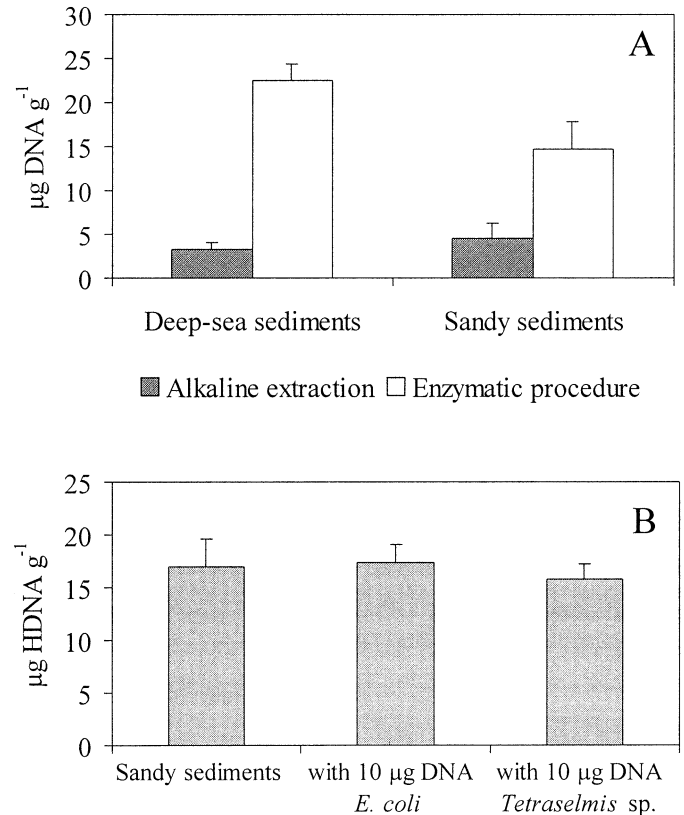 A
30
25
20
15
10
5
0
µg DNA g⁻¹
Deep-sea sediments Sandy sediments
Alkaline extraction Enzymatic procedure
B
25
20
15
10
5
0
µg HDNA g⁻¹
Sandy sediments with 10 µg DNA with 10 µg DNA
E. coli Tetraselmis sp.